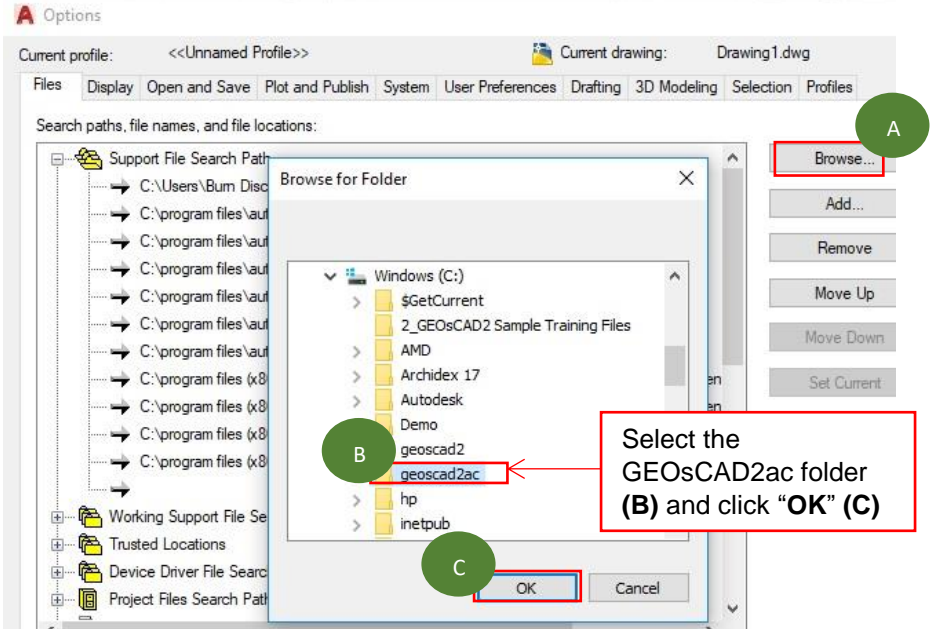 Options
Current profile: <<Unnamed Profile>> Current drawing: Drawing1.dwg
Files Display Open and Save Plot and Publish System User Preferences Drafting 3D Modeling Selection Profiles
A
Search paths, file names, and file locations:
Support File Search Path
C:\Users\Burn Disc
C:\program files\aut
C:\program files\aut
C:\program files\aut
C:\program files\aut
C:\program files\aut
C:\program files\aut
C:\program files (x8
C:\program files (x8
C:\program files (x8
C:\program files (x8
Working Support File Se
Trusted Locations
Device Driver File Searc
Project Files Search Path
Browse for Folder
Windows (C:)
$GetCurrent
2_GEOsCAD2 Sample Training Files
AMD
Archidex 17
Autodesk
Demo
geoscad2
B
geoscad2ac
hp
inetpub
C
OK Cancel
en
en
Browse...
Add...
Remove
Move Up
Move Down
Set Current
Select the
GEOsCAD2ac folder
(B) and click “OK” (C)